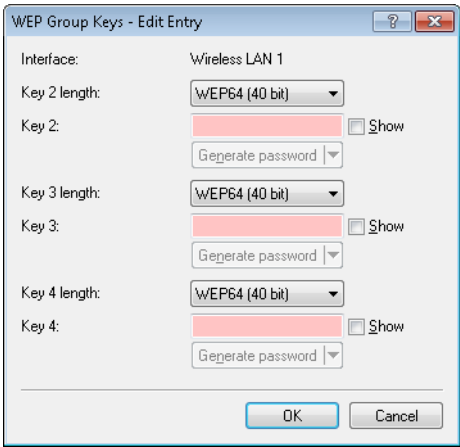 WEP Group Keys - Edit Entry
Interface: Wireless LAN 1
Key 2 length: WEP64 (40 bit)
Key 2: Show
Generate password
Key 3 length: WEP64 (40 bit)
Key 3: Show
Generate password
Key 4 length: WEP64 (40 bit)
Key 4: Show
Generate password
OK Cancel